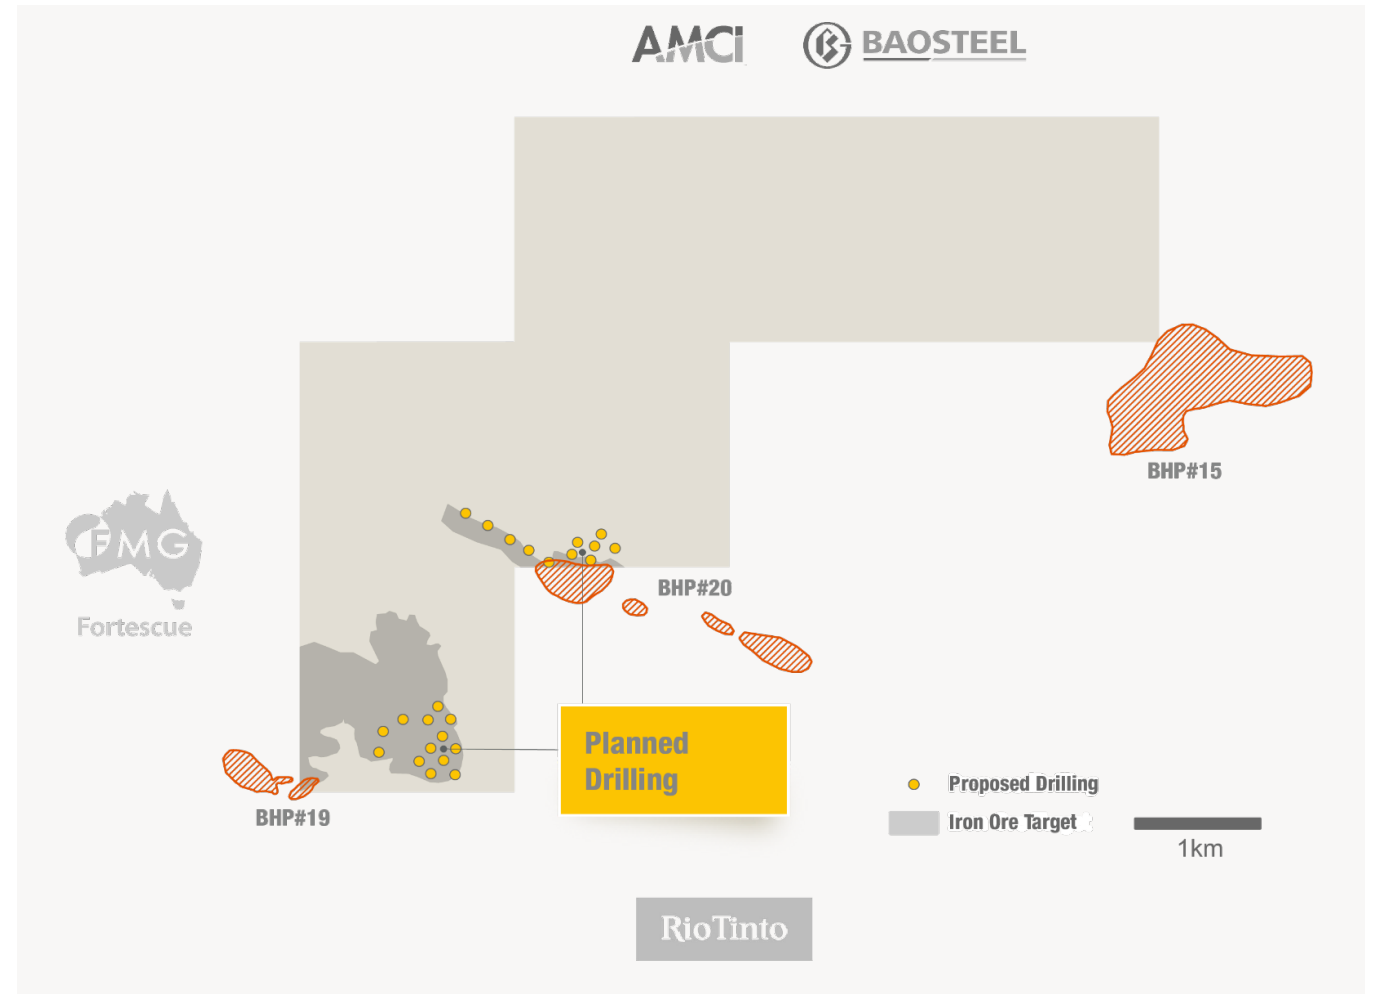 AMCI
BAOSTEEL
BHP#15
FMG
Fortescue
BHP#20
Planned
Drilling
BHP#19
Proposed Drilling
Iron Ore Target
1km
RioTinto